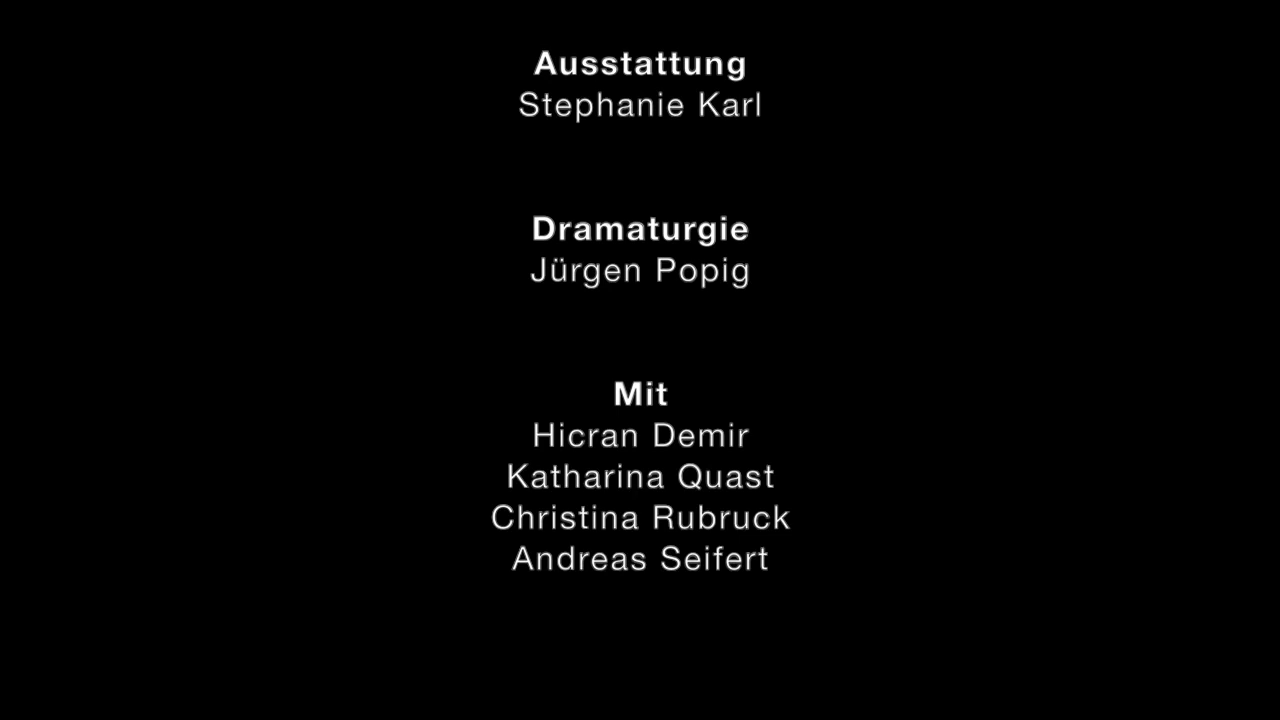 Ausstattung
Stephanie Karl
Dramaturgie
Jürgen Popig
Mit
Hicran Demir
Katharina Quast
Christina Rubruck
Andreas Seifert